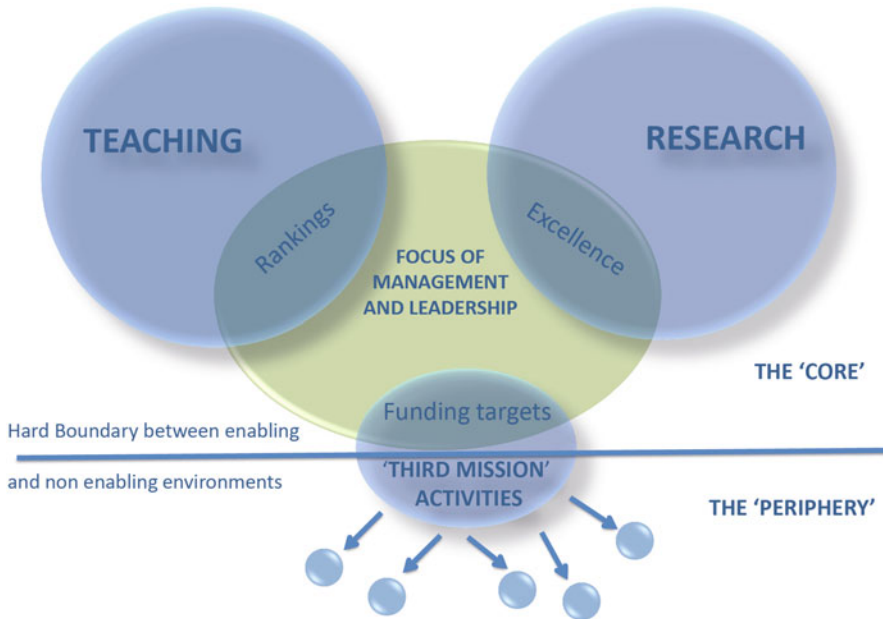 TEACHING
RESEARCH
Rankings
Excellence
FOCUS OF
MANAGEMENT
AND LEADERSHIP
THE ‘CORE’
Funding targets
Hard Boundary between enabling
and non enabling environments
‘THIRD MISSION’
ACTIVITIES
THE ‘PERIPHERY’